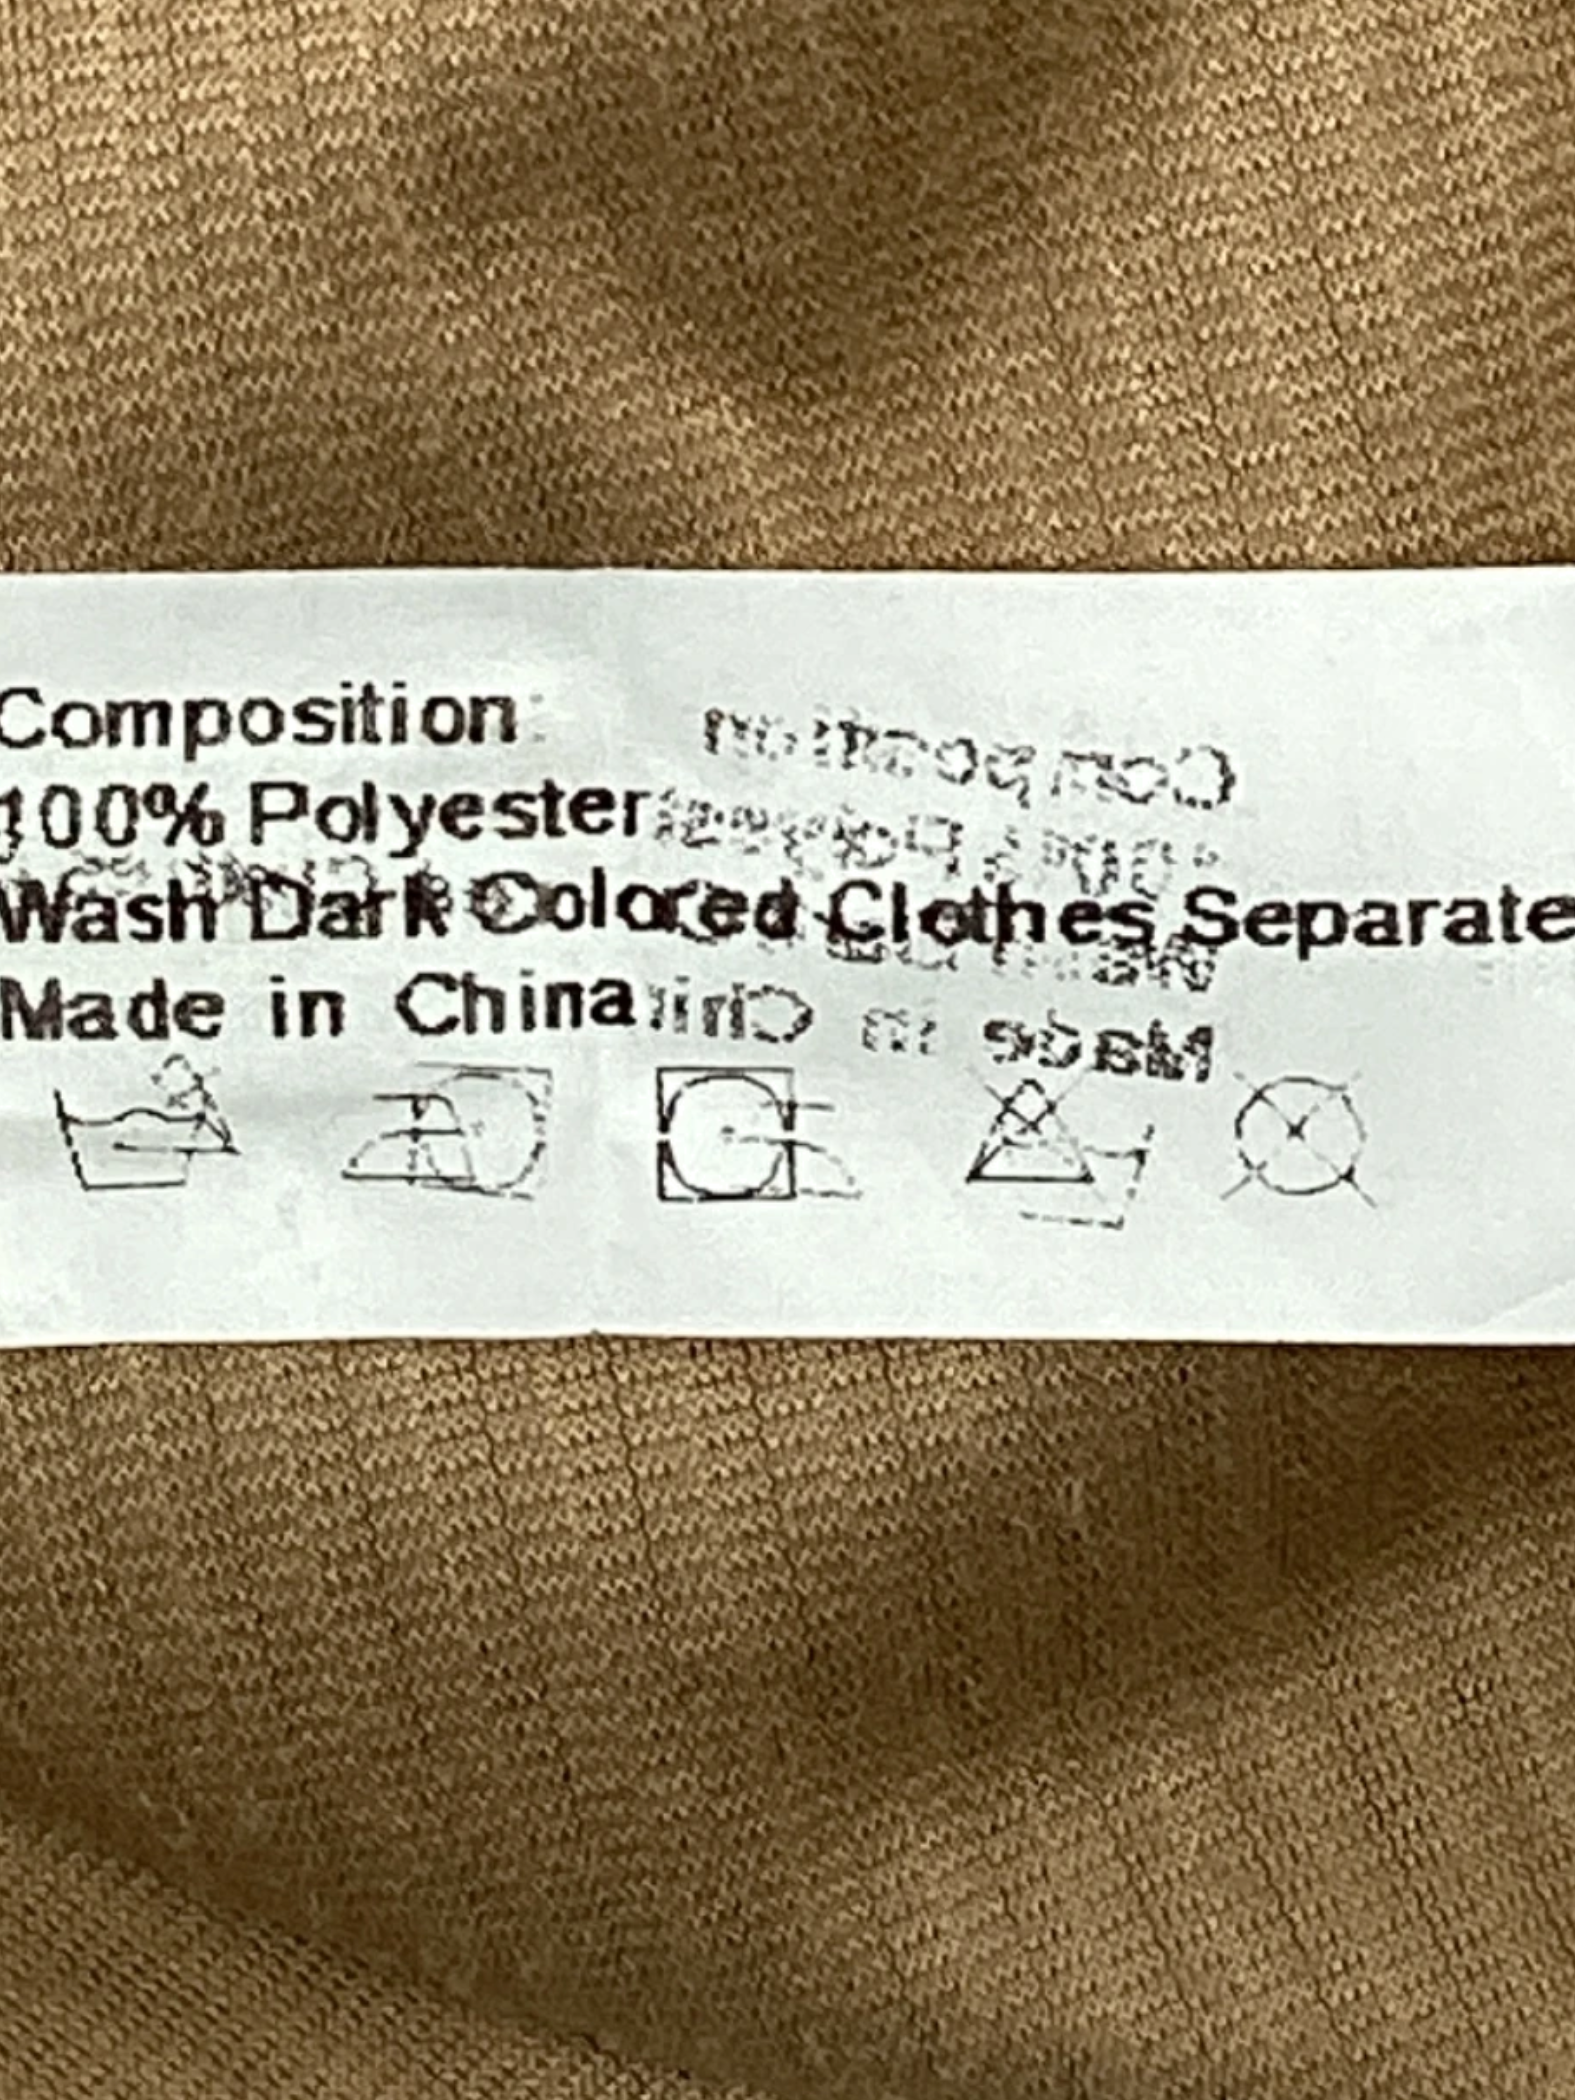 Composition:
100% Polyester
Wash Dark Colored Clothes Separate
Made in China